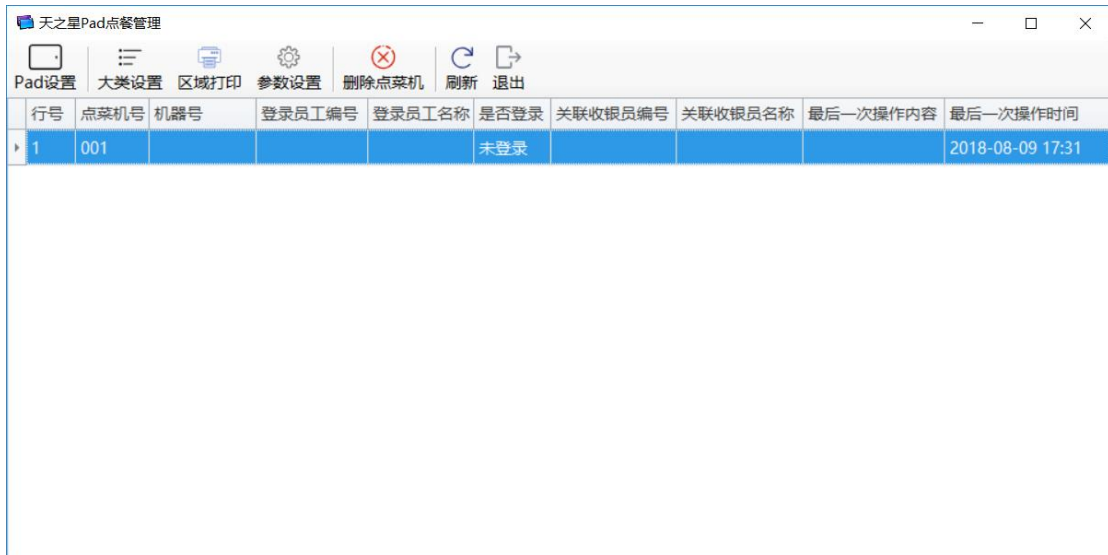 天之星Pad点餐管理
Pad设置 大类设置 区域打印 参数设置 删除点菜机 刷新 退出
行号 点菜机号 机器号 登录员工编号 登录员工名称 是否登录 关联收银员编号 关联收银员名称 最后一次操作内容 最后一次操作时间
1 001 未登录 2018-08-09 17:31